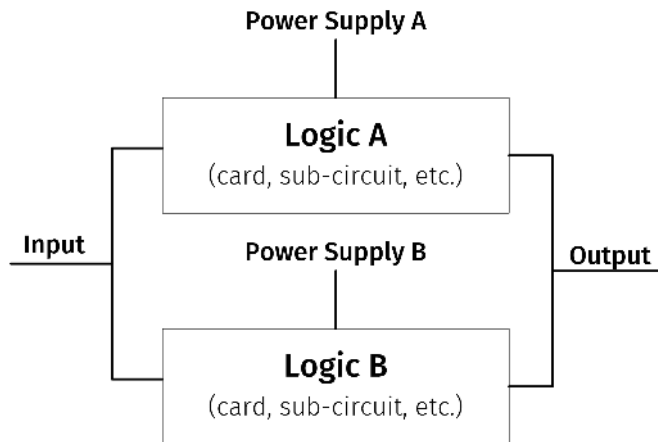 Power Supply A
Logic A
(card, sub-circuit, etc.)
Input
Power Supply B
Output
Logic B
(card, sub-circuit, etc.)